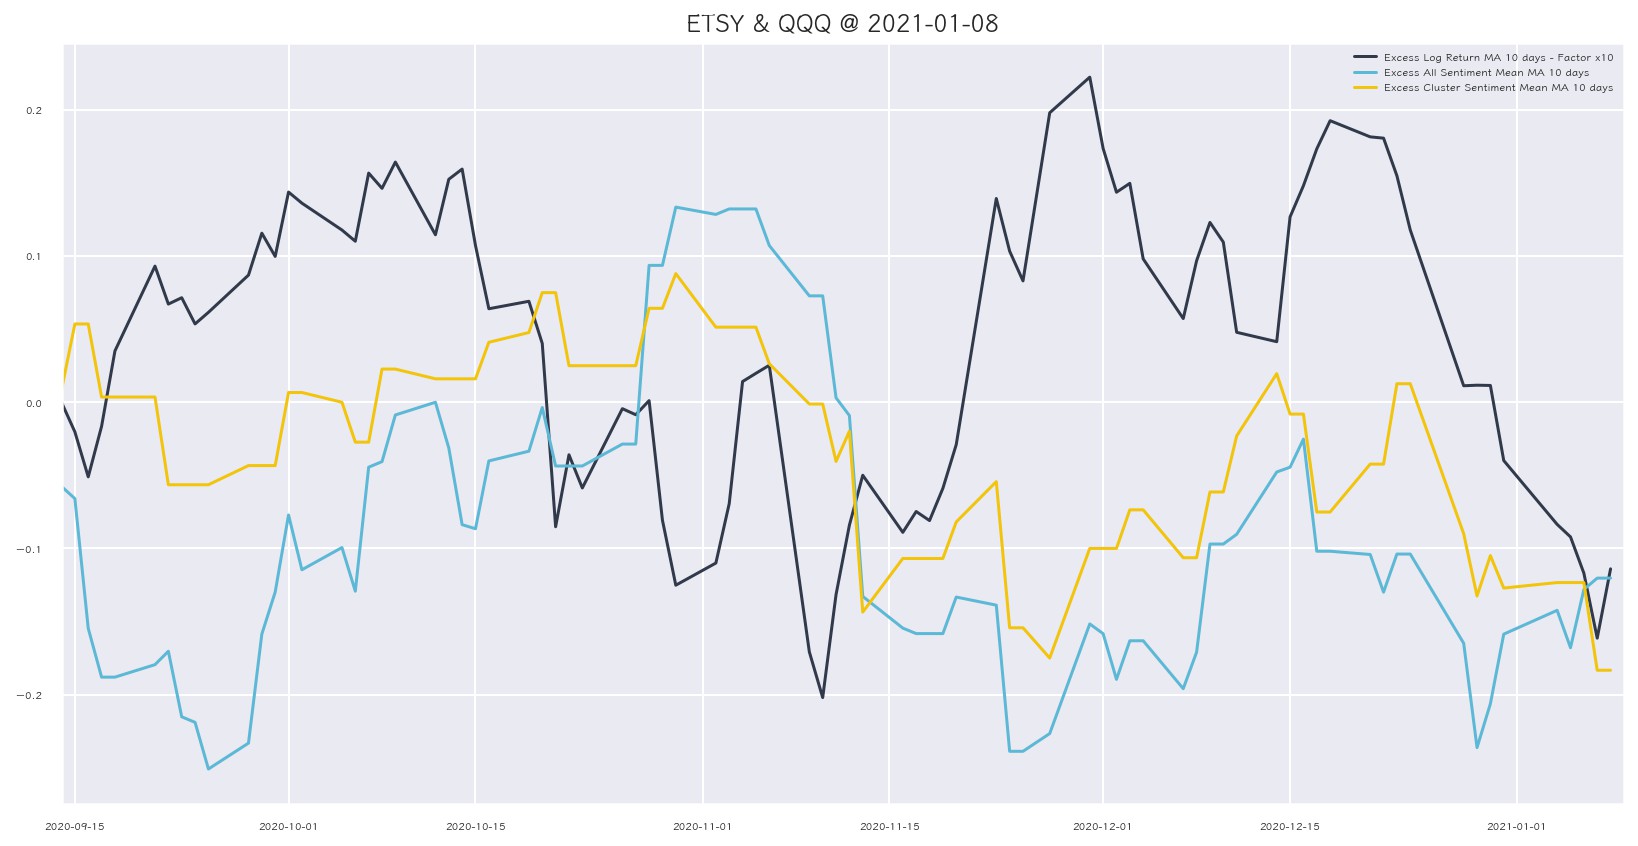 ETSY & QQQ @ 2021-01-08
Excess Log Return MA 10 days - Factor x10
Excess All Sentiment Mean MA 10 days
Excess Cluster Sentiment Mean MA 10 days
0.2
0.1
0.0
−0.1
−0.2
2020-09-15 2020-10-01 2020-10-15 2020-11-01 2020-11-15 2020-12-01 2020-12-15 2021-01-01